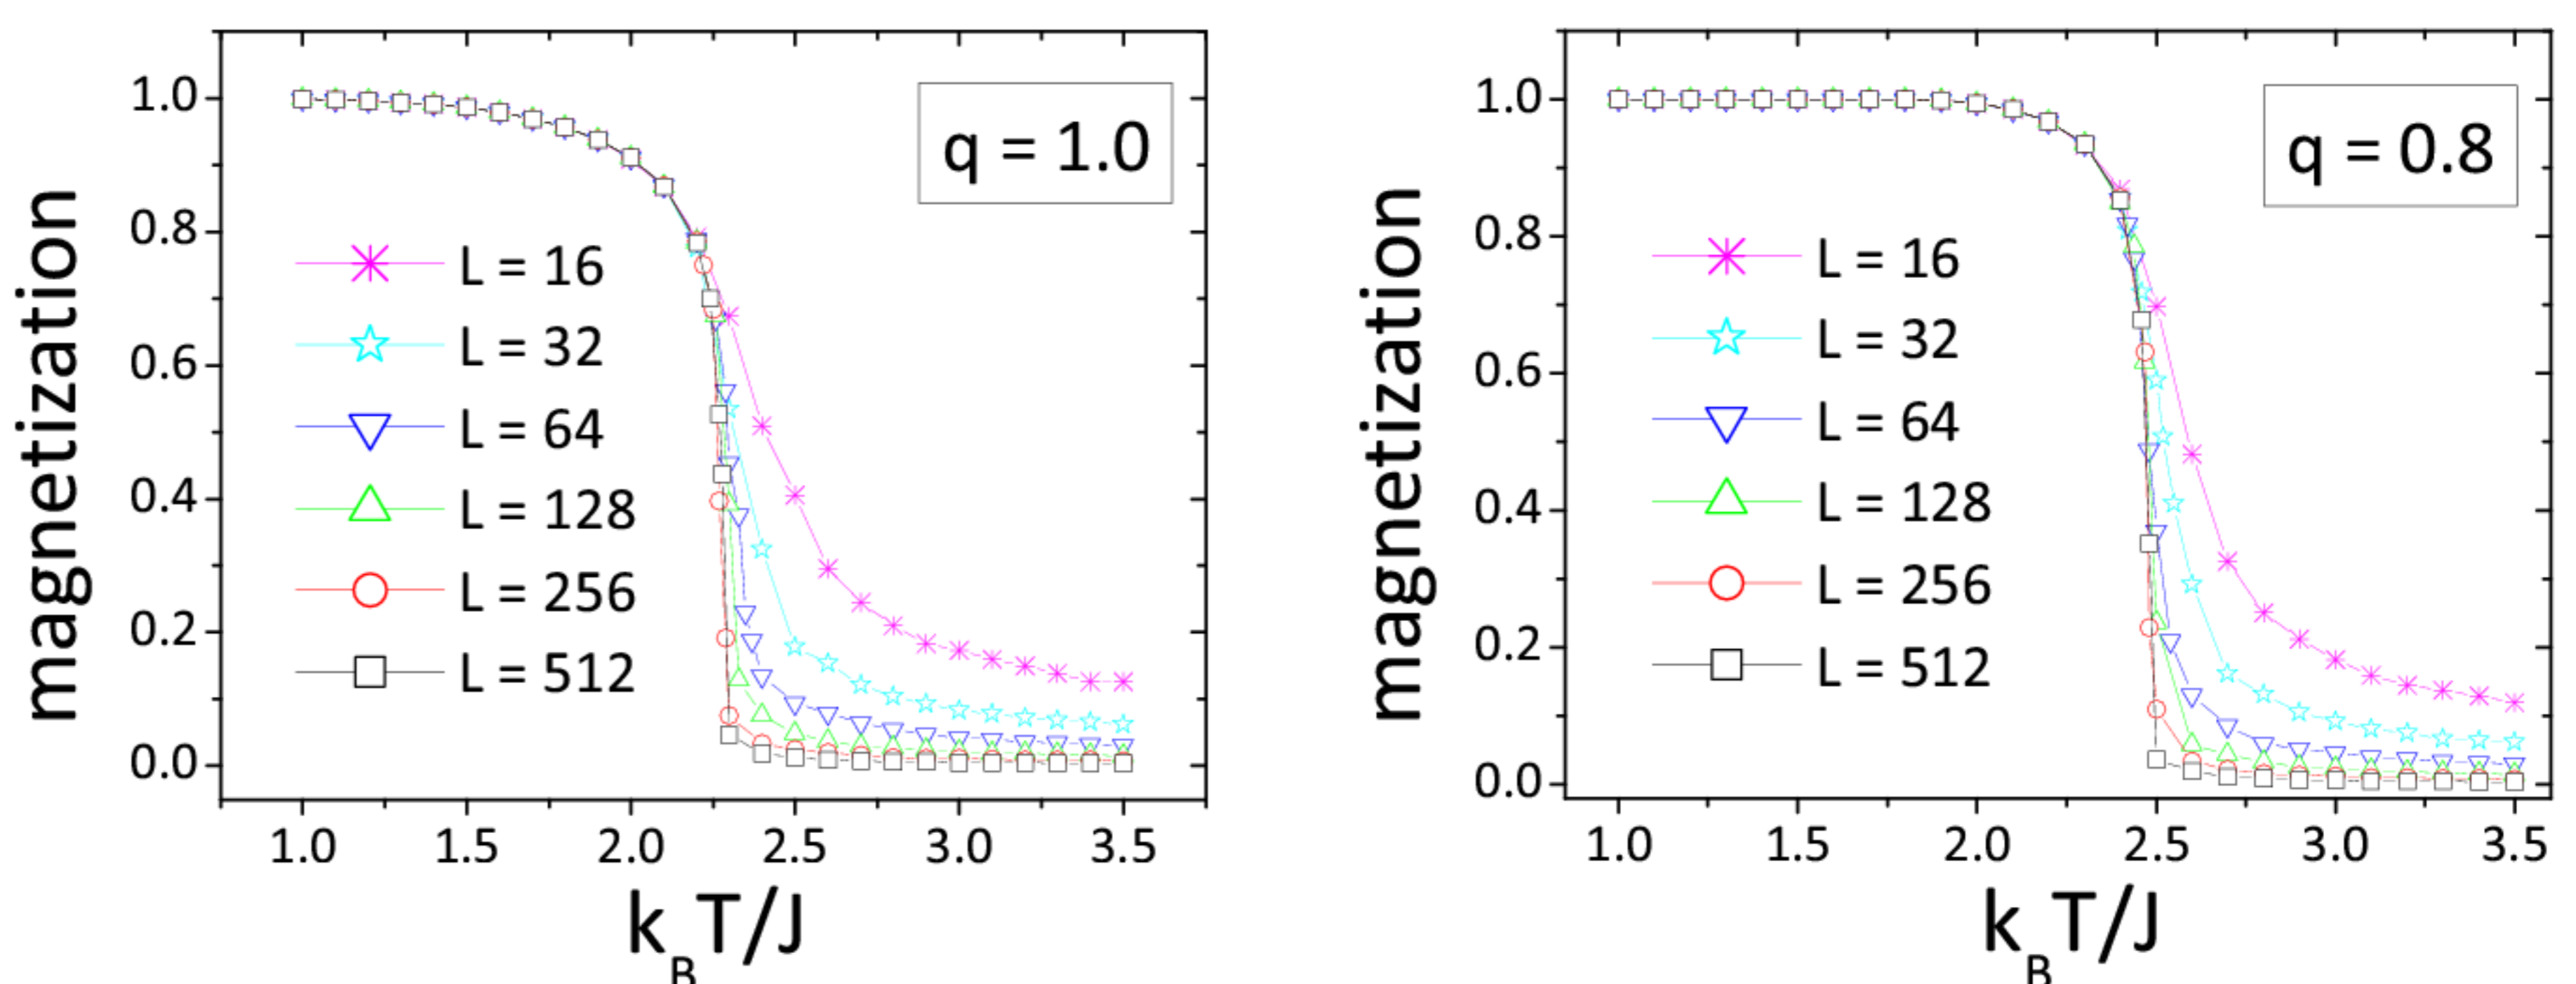 magnetization
1.0
0.8
0.6
0.4
0.2
0.0
q = 1.0
L = 16
L = 32
L = 64
L = 128
L = 256
L = 512
1.0 1.5 2.0 2.5 3.0 3.5
k_B T/J
magnetization
1.0
0.8
0.6
0.4
0.2
0.0
q = 0.8
L = 16
L = 32
L = 64
L = 128
L = 256
L = 512
1.0 1.5 2.0 2.5 3.0 3.5
k_B T/J